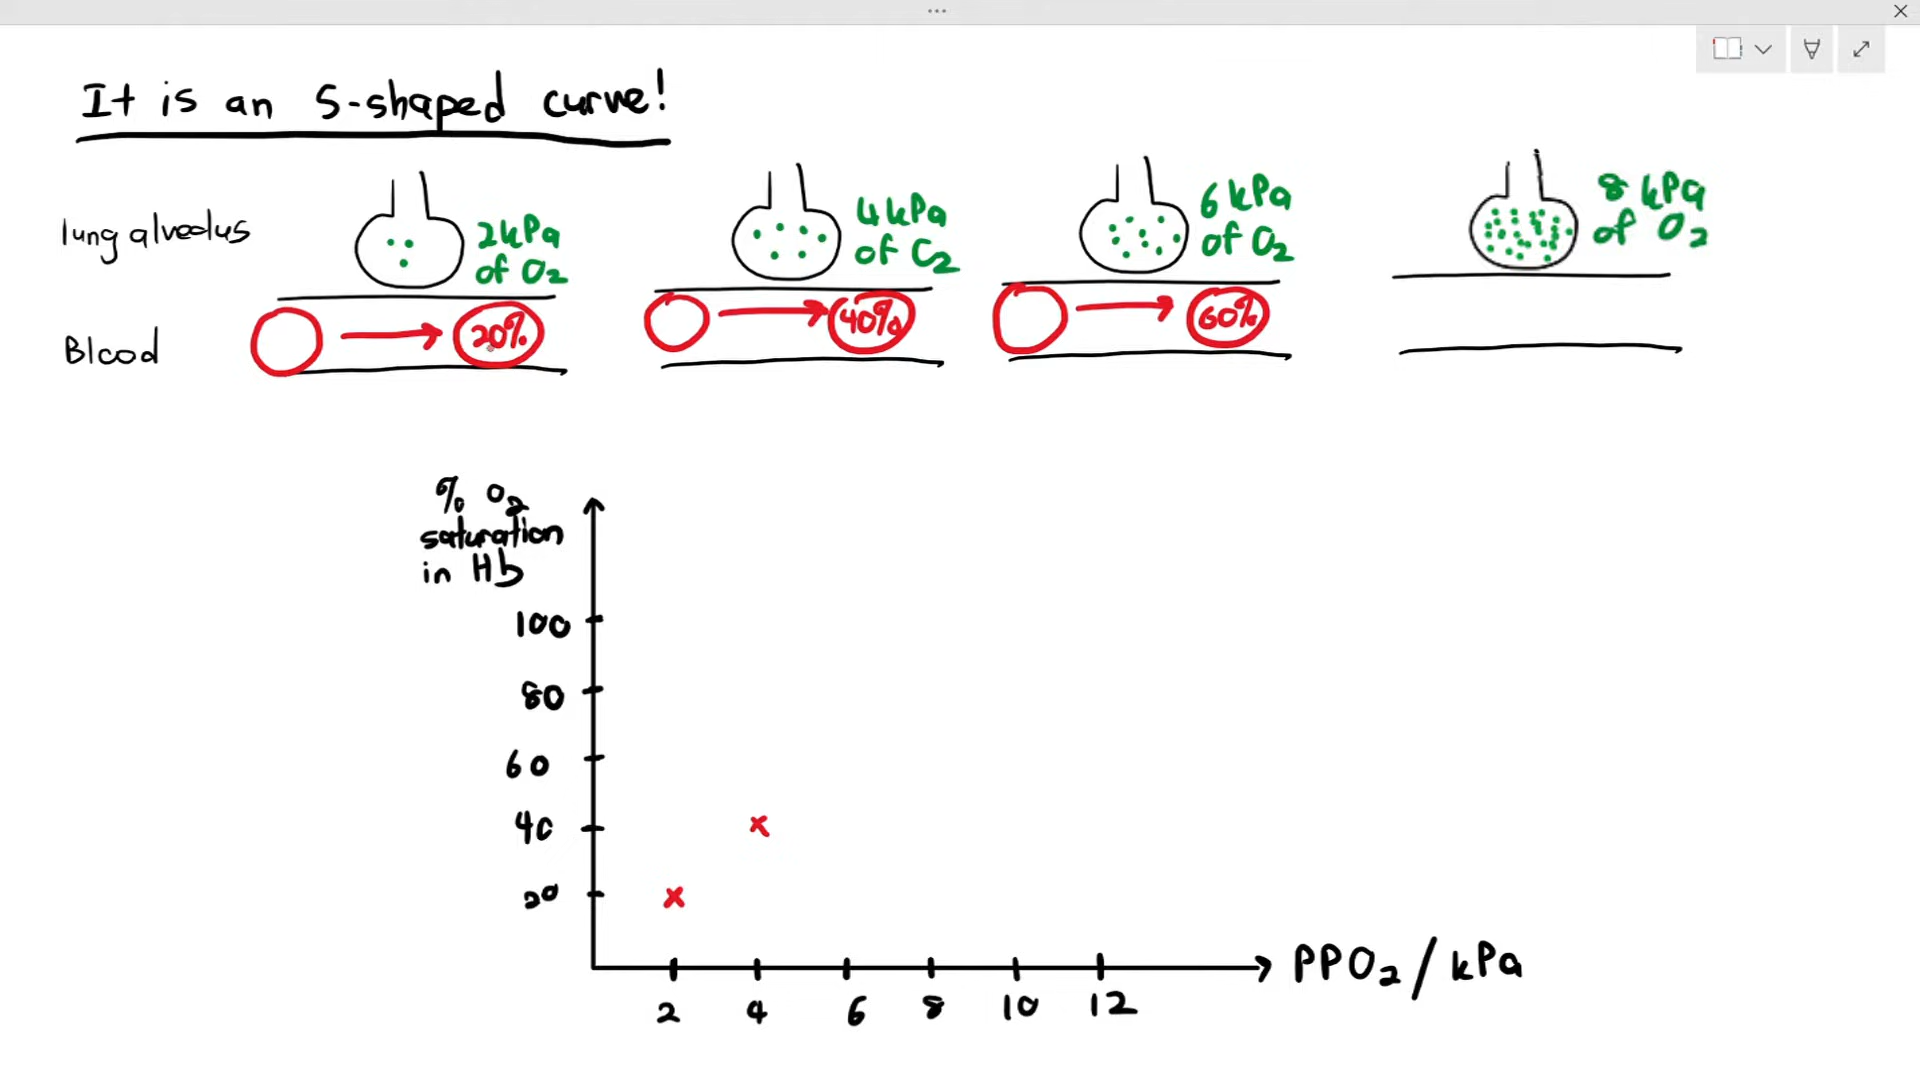 It is an S-shaped curve!
lung alveolus
2kPa
of O2
4kPa
of C2
6kPa
of O2
8 kPa
of O2
Blood
20%
40%
60%
% O2
saturation
in Hb
100
80
60
40
20
2 4 6 8 10 12
PPO2/kPa